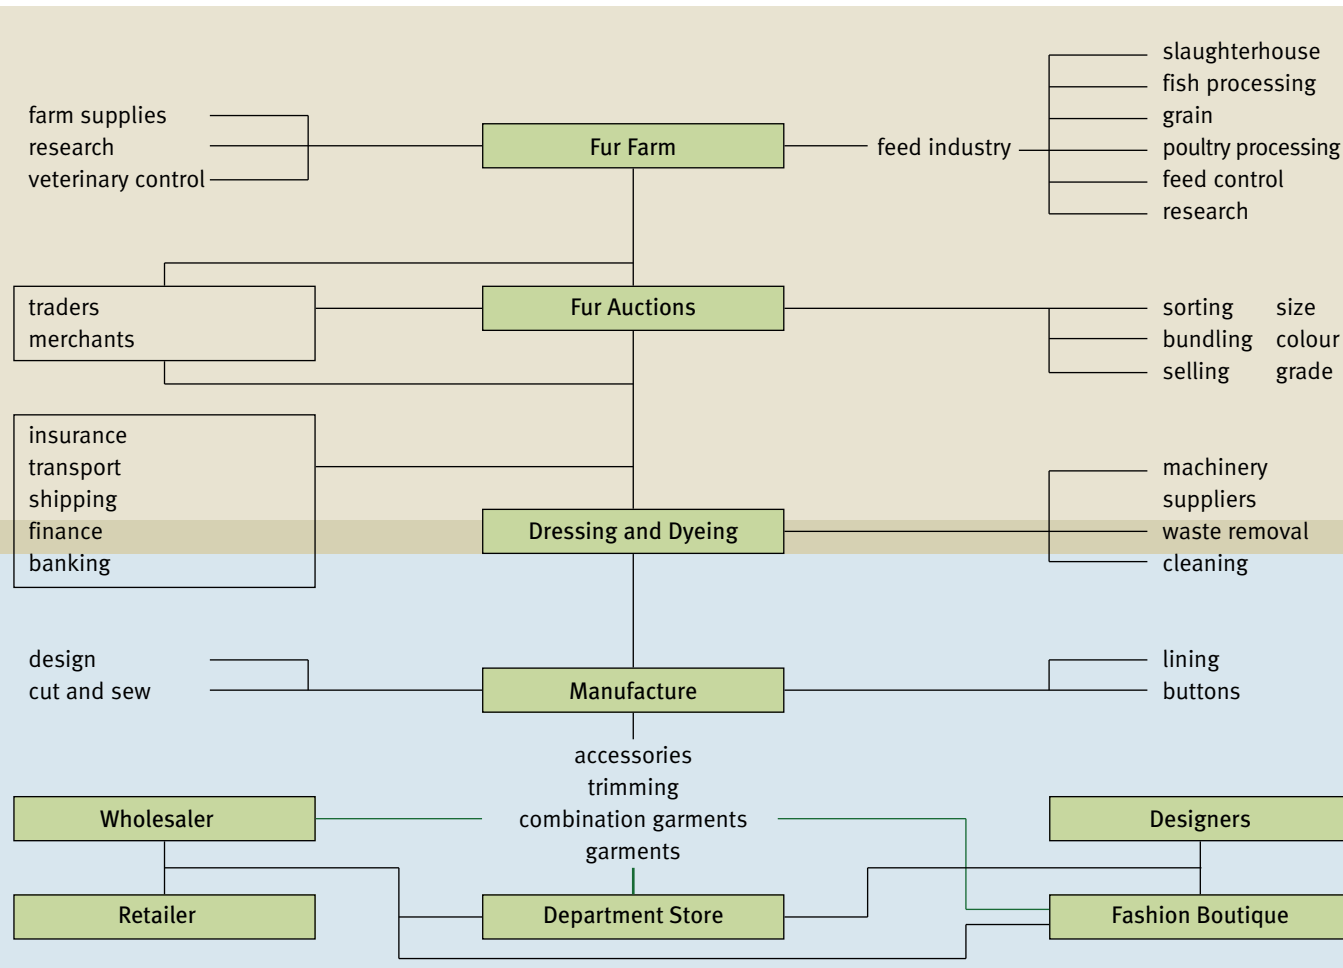 slaughterhouse
fish processing
farm supplies
grain
research
Fur Farm
feed industry
poultry processing
veterinary control
feed control
research
traders
Fur Auctions
sorting size
merchants
bundling colour
selling grade
insurance
transport
machinery
shipping
suppliers
finance
Dressing and Dyeing
waste removal
banking
cleaning
design
lining
cut and sew
Manufacture
buttons
accessories
trimming
Wholesaler
combination garments
Designers
garments
Retailer
Department Store
Fashion Boutique